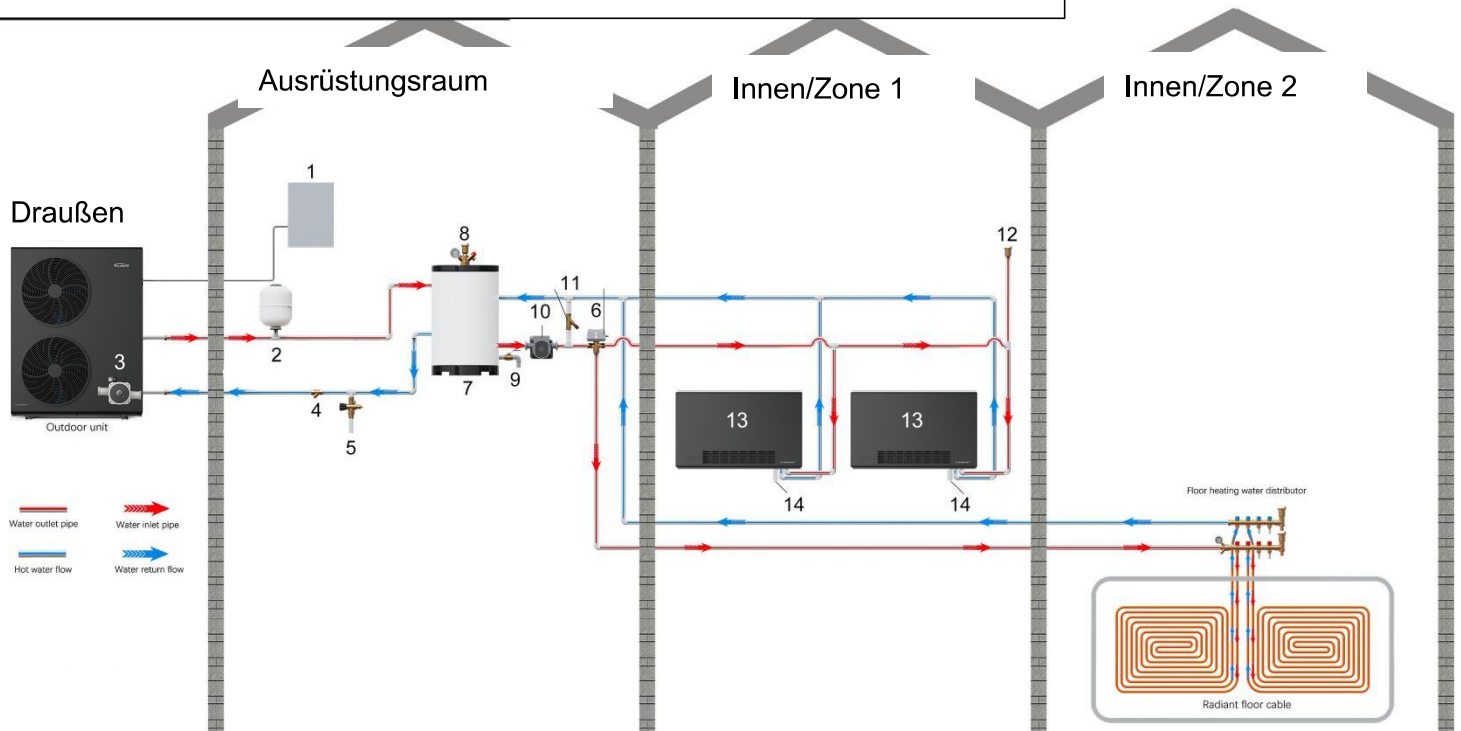 Ausrüstungsraum
Innen/Zone 1
Innen/Zone 2
Draußen
1
2
3
Outdoor unit
4
5
8
7
9
10
11
6
12
13
13
14
14
Water outlet pipe
Water inlet pipe
Hot water flow
Water return flow
Floor heating water distributor
Radiant floor cable